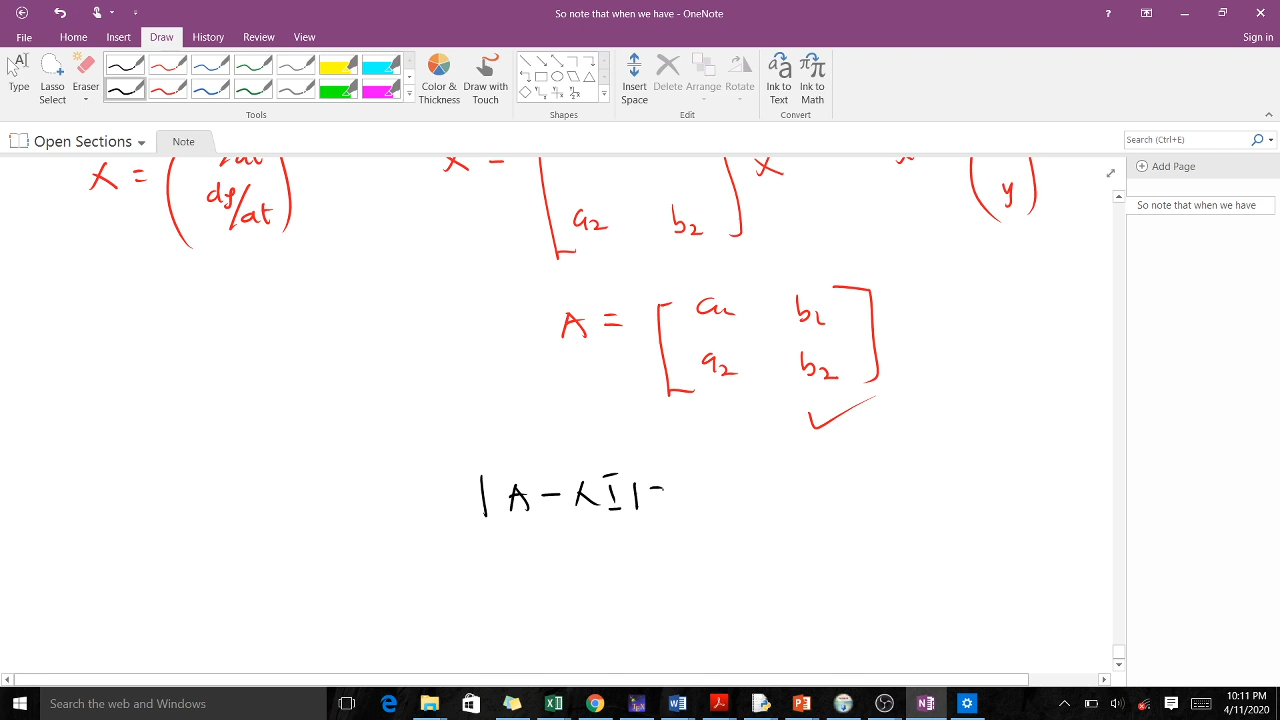 So note that when we have - OneNote
Sign in
File Home Insert Draw History Review View
Type Lasso Select Eraser Color & Thickness Draw with Touch Insert Space Delete Arrange Rotate Ink to Text Ink to Math
Tools Shapes Edit Convert
Open Sections Note
Search (Ctrl+E)
Add Page
So note that when we have
X =
dy/dt
a2 b2
x
y
A = a1 b1
a2 b2
| A - λI | =
Search the web and Windows
10:11 PM
4/11/2020